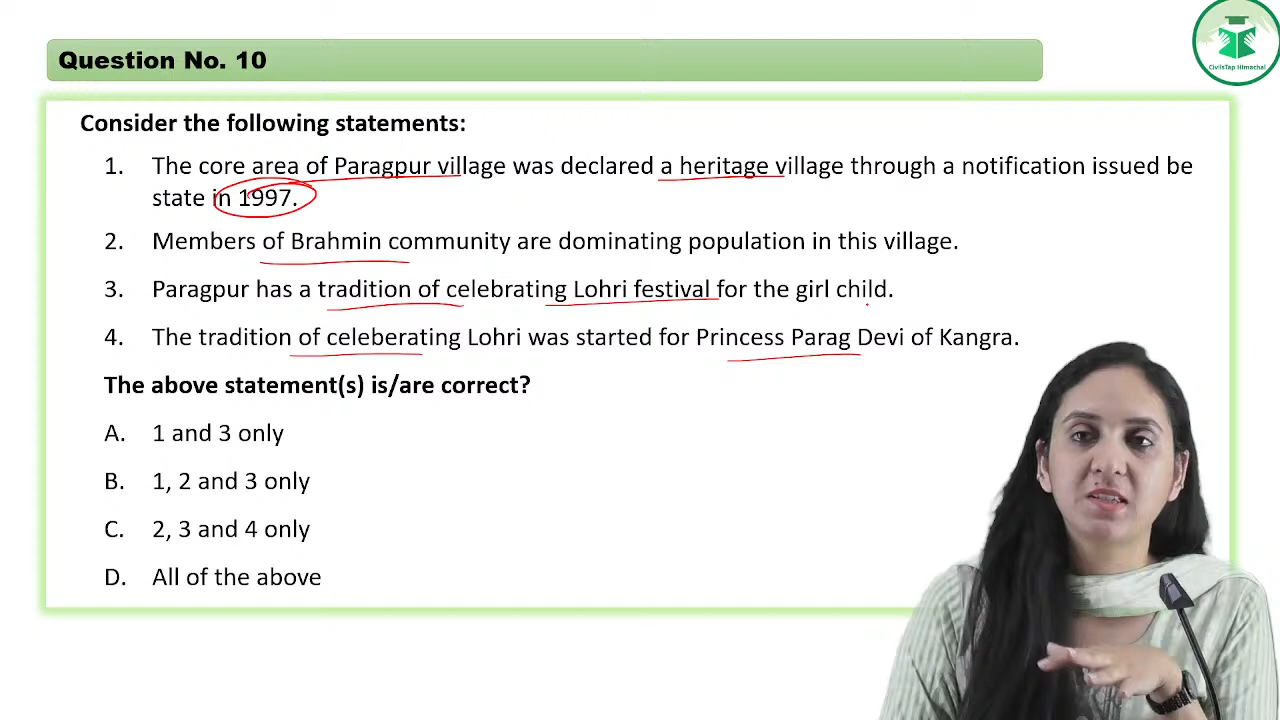 CivilsTap Himachal
Question No. 10
Consider the following statements:
1. The core area of Paragpur village was declared a heritage village through a notification issued be
state in 1997.
2. Members of Brahmin community are dominating population in this village.
3. Paragpur has a tradition of celebrating Lohri festival for the girl child.
4. The tradition of celeberating Lohri was started for Princess Parag Devi of Kangra.
The above statement(s) is/are correct?
A. 1 and 3 only
B. 1, 2 and 3 only
C. 2, 3 and 4 only
D. All of the above